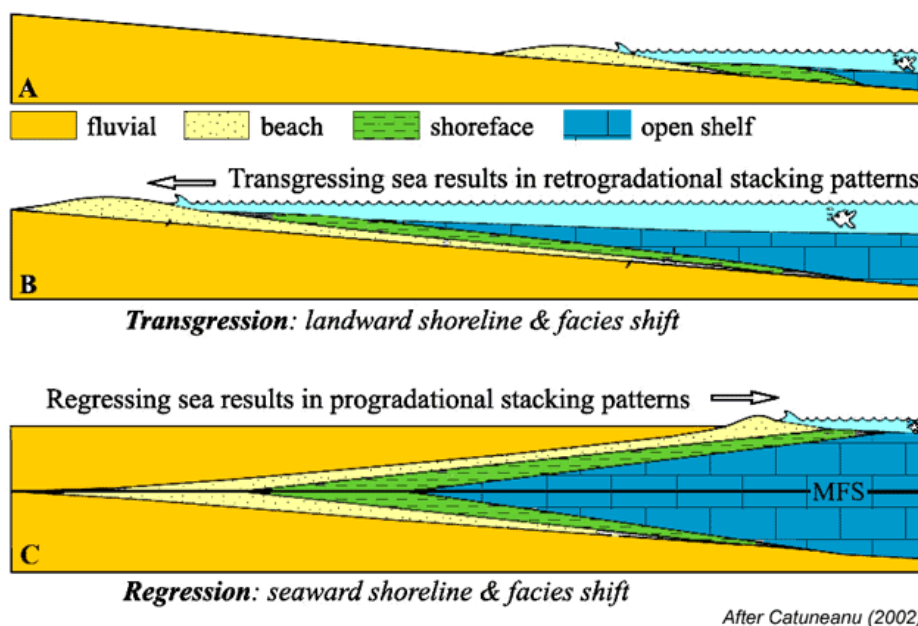 A
fluvial beach shoreface open shelf
Transgressing sea results in retrogradational stacking patterns
B
Transgression: landward shoreline & facies shift
Regressing sea results in progradational stacking patterns
MFS
C
Regression: seaward shoreline & facies shift
After Catuneanu (2002)